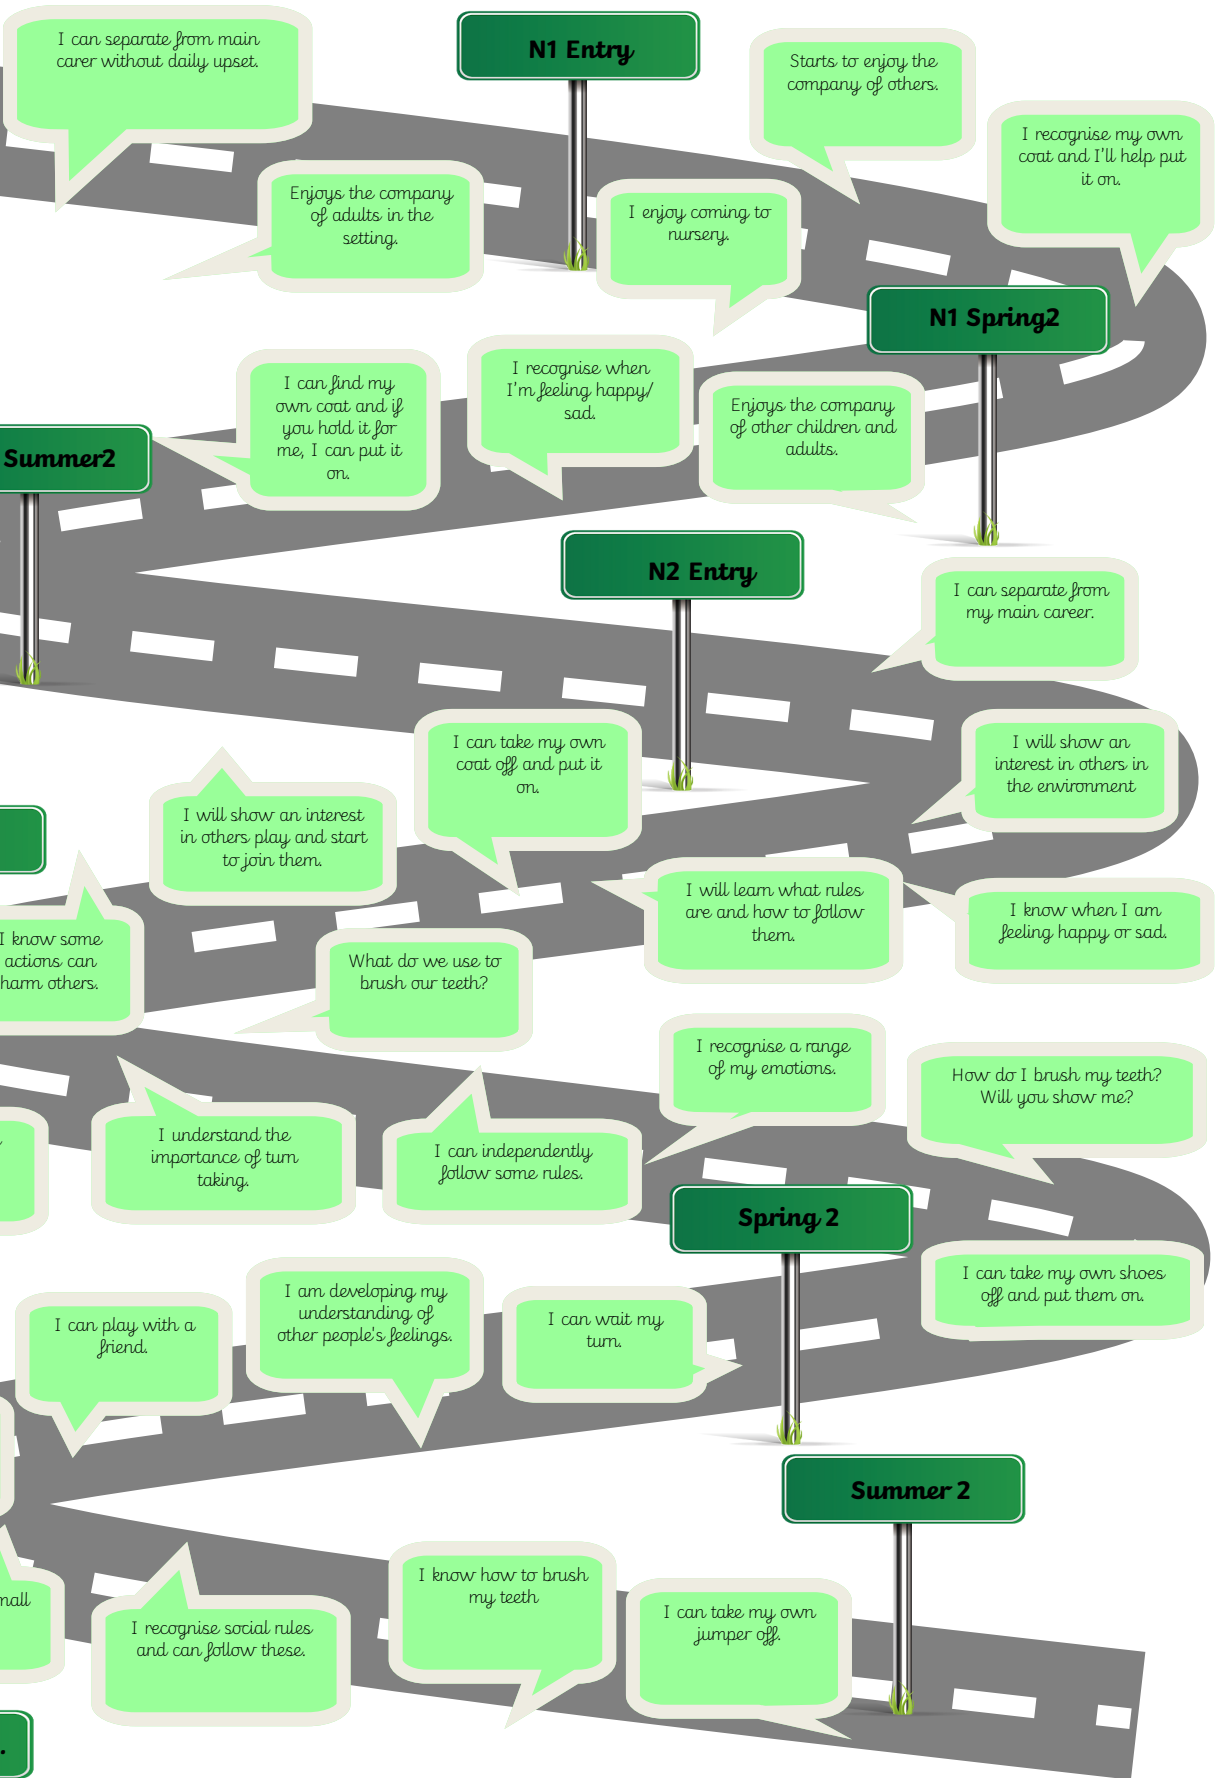 I can separate from main
carer without daily upset.
N1 Entry
Starts to enjoy the
company of others.
I recognise my own
coat and I'll help put
it on.
Enjoys the company
of adults in the
setting.
I enjoy coming to
nursery.
N1 Spring2
I can find my
own coat and if
you hold it for
me, I can put it
on.
I recognise when
I'm feeling happy/
sad.
Enjoys the company
of other children and
adults.
Summer2
N2 Entry
I can separate from
my main career.
I can take my own
coat off and put it
on.
I will show an
interest in others in
the environment
I will show an interest
in others play and start
to join them.
I will learn what rules
are and how to follow
them.
I know when I am
feeling happy or sad.
I know some
actions can
harm others.
What do we use to
brush our teeth?
I recognise a range
of my emotions.
How do I brush my teeth?
Will you show me?
I understand the
importance of turn
taking.
I can independently
follow some rules.
Spring 2
I can take my own shoes
off and put them on.
I can play with a
friend.
I am developing my
understanding of
other people's feelings.
I can wait my
turn.
Summer 2
I know how to brush
my teeth
I can take my own
jumper off.
I recognise social rules
and can follow these.